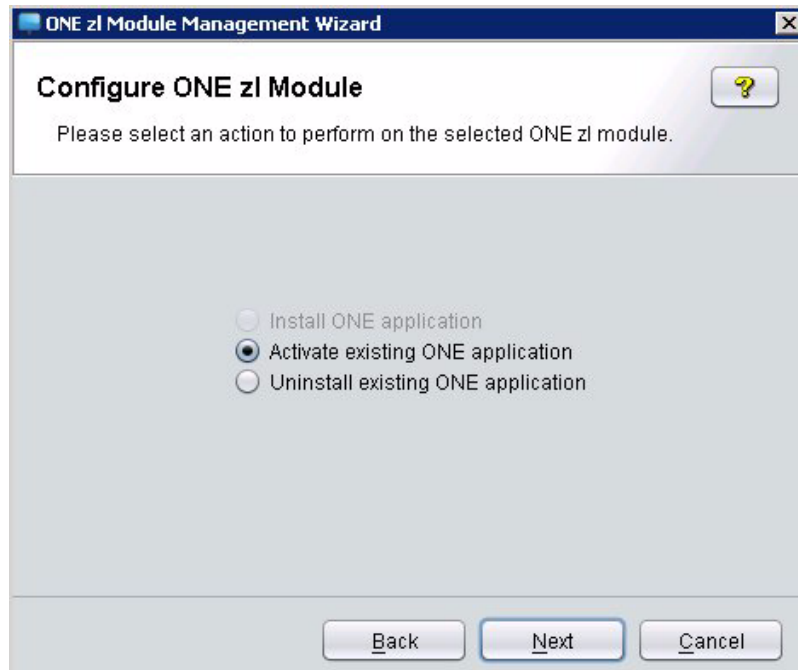 ONE zl Module Management Wizard
Configure ONE zl Module
?
Please select an action to perform on the selected ONE zl module.
Install ONE application
Activate existing ONE application
Uninstall existing ONE application
Back Next Cancel